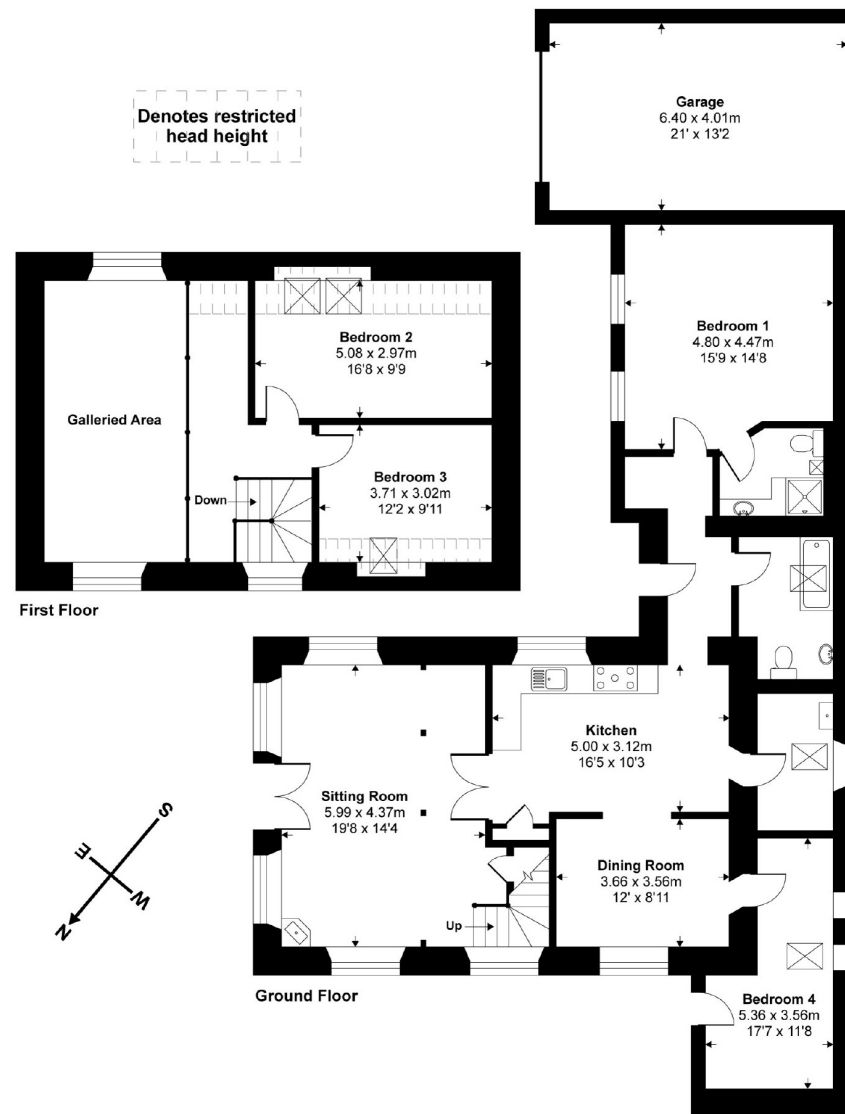 Denotes restricted
head height
Garage
6.40 x 4.01m
21' x 13'2
Bedroom 1
4.80 x 4.47m
15'9 x 14'8
Bedroom 2
5.08 x 2.97m
16'8 x 9'9
Galleried Area
Bedroom 3
3.71 x 3.02m
12'2 x 9'11
Down
First Floor
Kitchen
5.00 x 3.12m
16'5 x 10'3
Sitting Room
5.99 x 4.37m
19'8 x 14'4
Dining Room
3.66 x 3.56m
12' x 8'11
Up
Bedroom 4
5.36 x 3.56m
17'7 x 11'8
Ground Floor
S
E
W
N